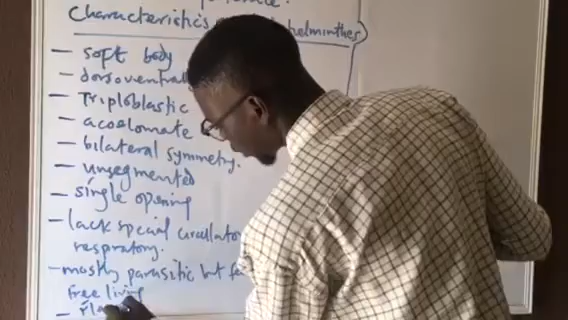 Characteristics helminthes
– soft body
– dorsoventral
– Triploblastic
– acoelomate
– bilateral symmetry.
– unsegmented
– single opening
– lack special circulato
respiratory.
– mostly parasitic but fe
free living
–